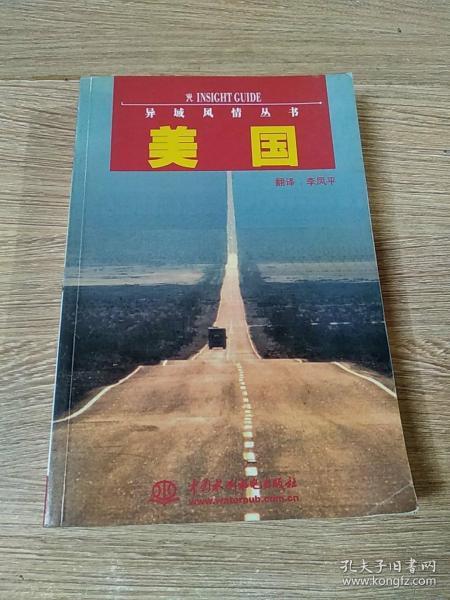 INSIGHT GUIDE
异域风情丛书
美国
翻译：李凤平
中国水利水电出版社
www.waterpub.com.cn
孔夫子旧书网
www.kongfz.com